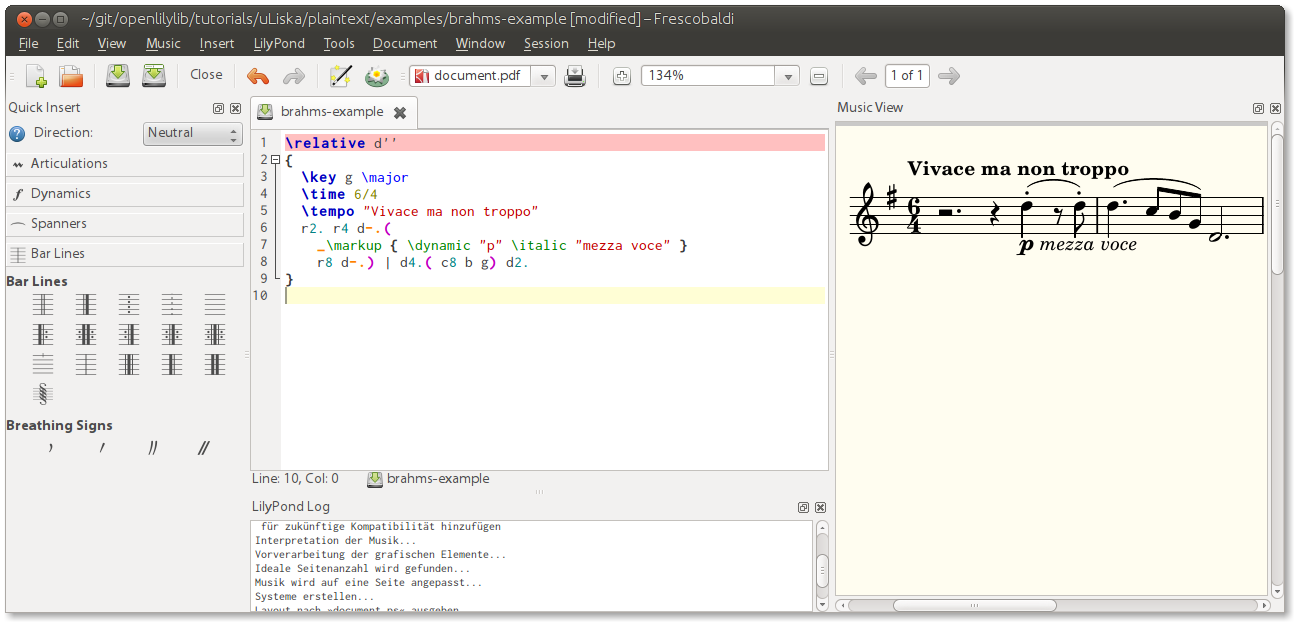 ~/git/openlilylib/tutorials/uLiska/plaintext/examples/brahms-example [modified] – Frescobaldi
File Edit View Music Insert LilyPond Tools Document Window Session Help
Close document.pdf 134% 1 of 1
Quick Insert
Direction: Neutral
Articulations
Dynamics
Spanners
Bar Lines
Bar Lines
Breathing Signs
brahms-example
1 \relative d''
2 {
3 \key g \major
4 \time 6/4
5 \tempo "Vivace ma non troppo"
6 r2. r4 d-.(
7 _\markup { \dynamic "p" \italic "mezza voce" }
8 r8 d-.) | d4.( c8 b g) d2.
9 }
10
Line: 10, Col: 0 brahms-example
LilyPond Log
für zukünftige Kompatibilität hinzufügen
Interpretation der Musik...
Vorverarbeitung der grafischen Elemente...
Ideale Seitenanzahl wird gefunden...
Musik wird auf eine Seite angepasst...
Systeme erstellen...
Layout nach »document.ps« ausgeben
Music View
Vivace ma non troppo
6
4
p mezza voce